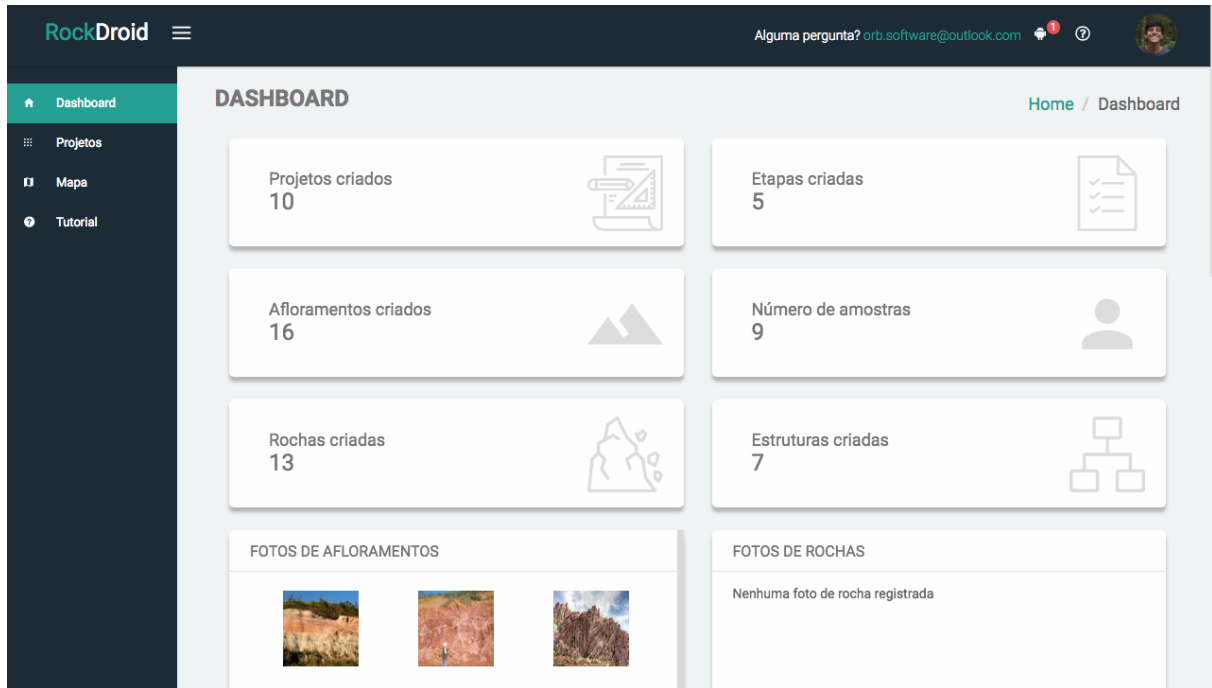 RockDroid
Alguma pergunta? orb.software@outlook.com 1
Dashboard
Projetos
Mapa
Tutorial
DASHBOARD
Home / Dashboard
Projetos criados
10
Etapas criadas
5
Afloramentos criados
16
Número de amostras
9
Rochas criadas
13
Estruturas criadas
7
FOTOS DE AFLORAMENTOS
FOTOS DE ROCHAS
Nenhuma foto de rocha registrada